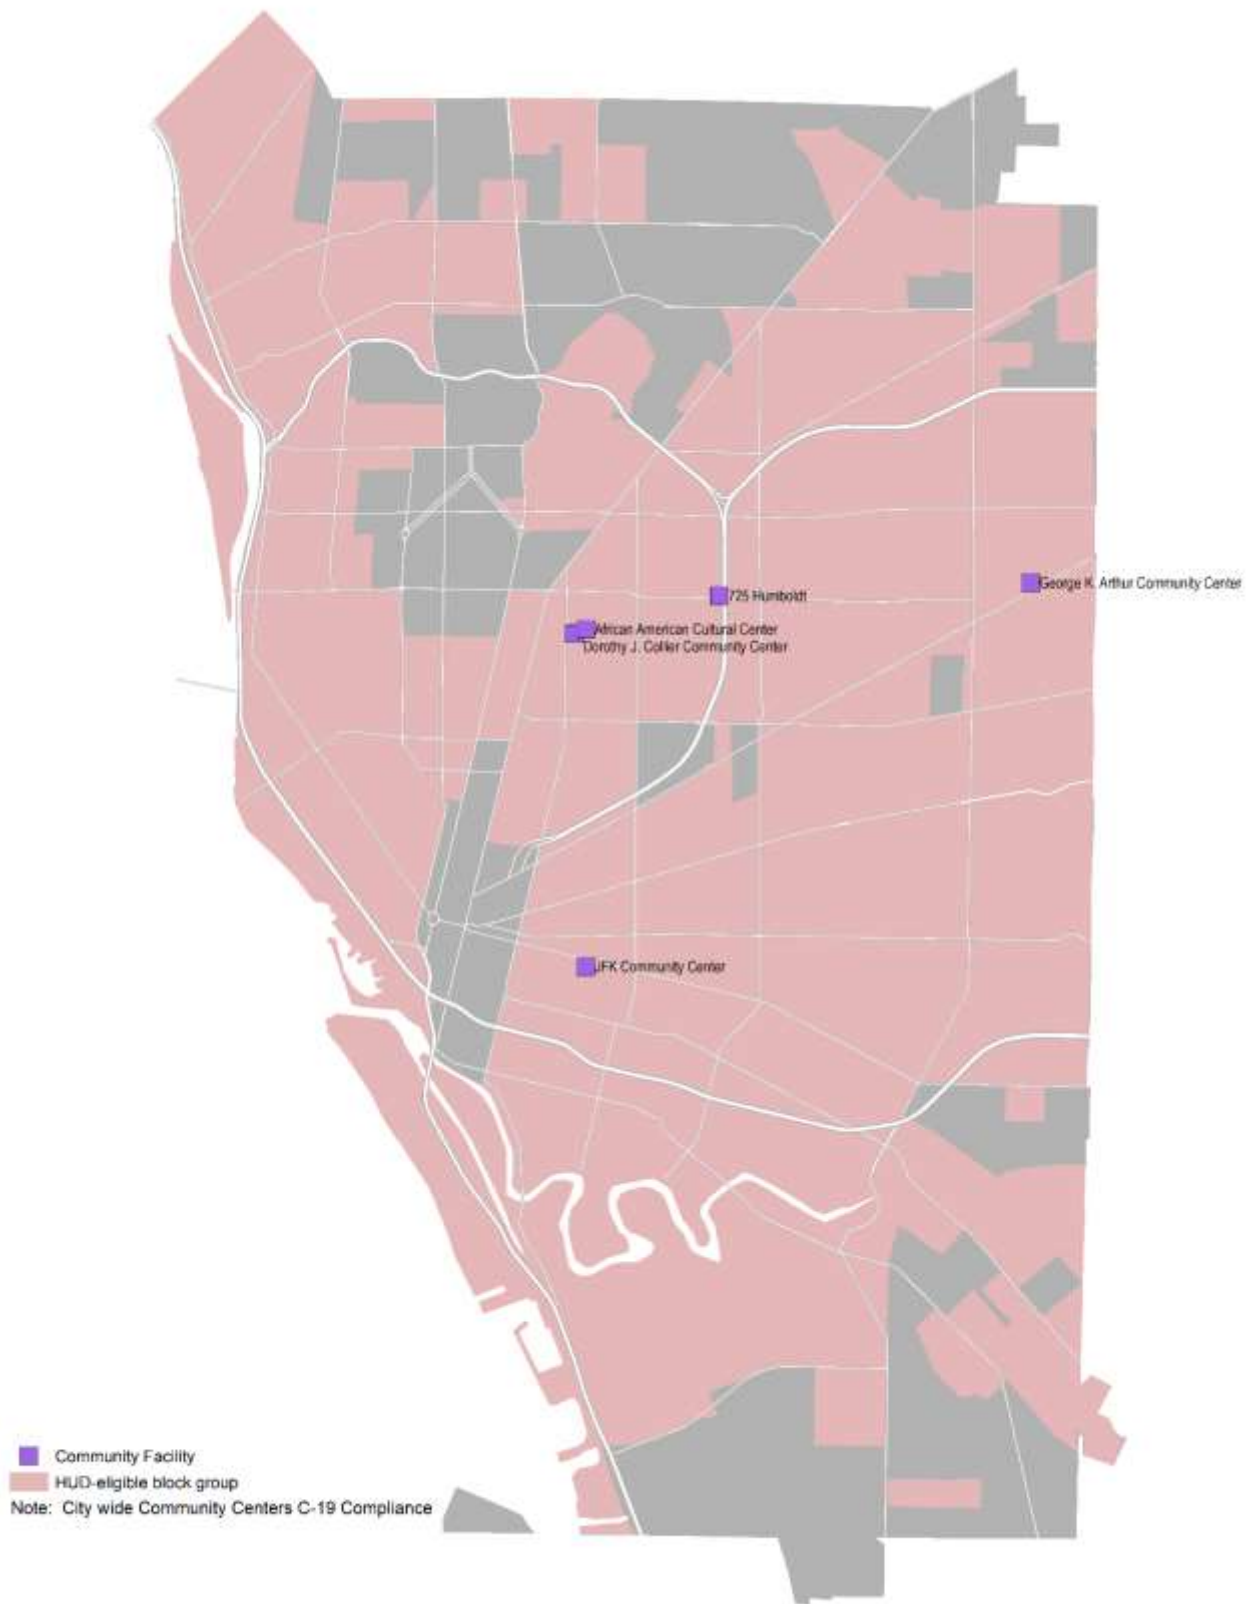 George K. Arthur Community Center
725 Humboldt
African American Cultural Center
Dorothy J. Collier Community Center
JFK Community Center
Community Facility
HUD-eligible block group
Note: City wide Community Centers C-19 Compliance